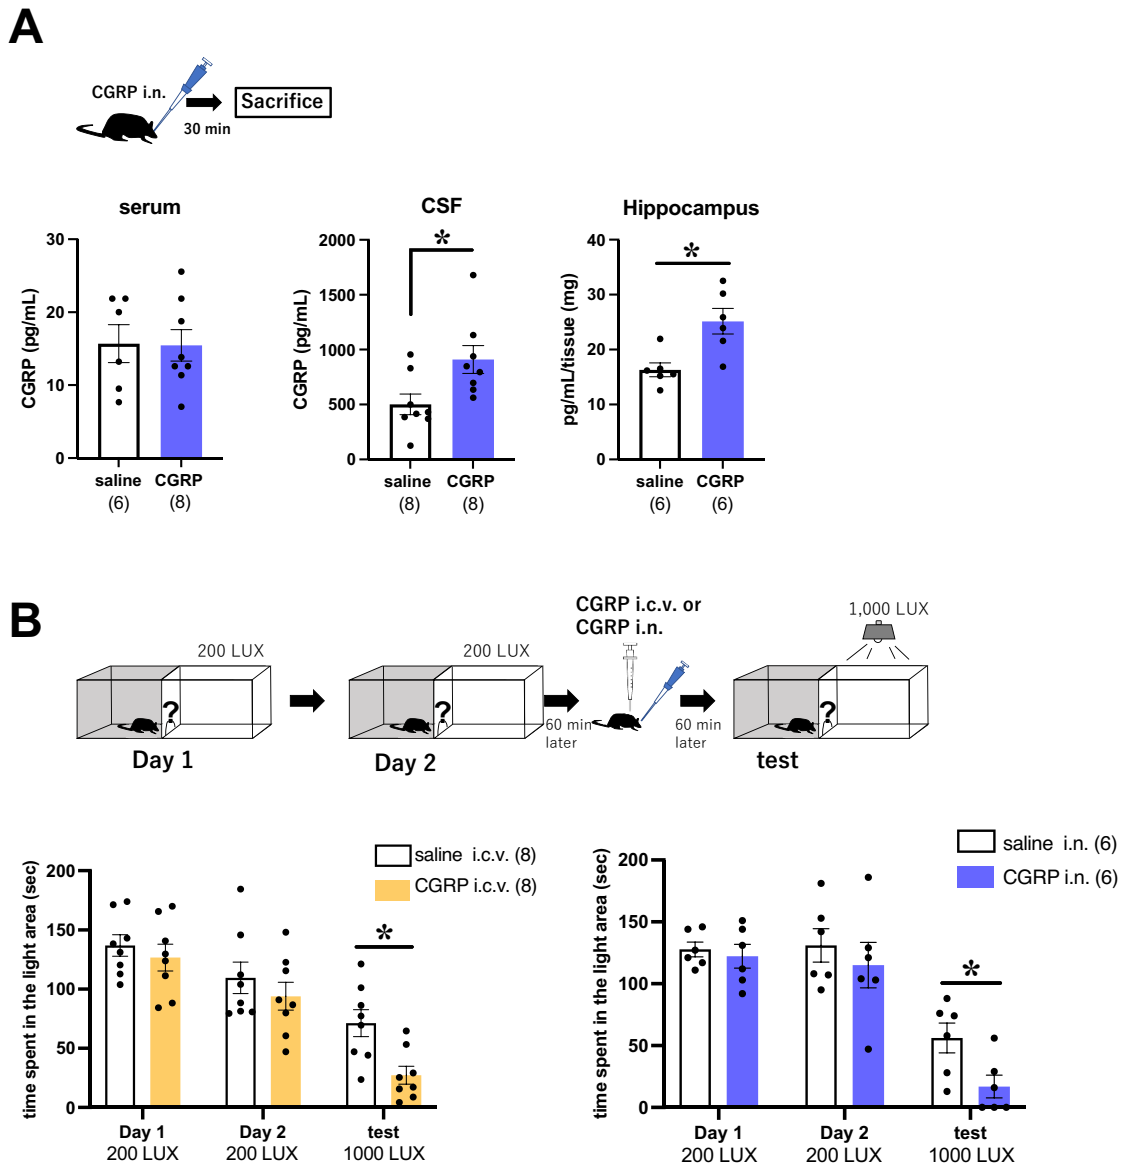 A
CGRP i.n.
30 min
Sacrifice
serum
CGRP (pg/mL)
30
20
10
0
saline CGRP
(6) (8)
CSF
*
CGRP (pg/mL)
2000
1500
1000
500
0
saline CGRP
(8) (8)
Hippocampus
*
pg/mL/tissue (mg)
40
30
20
10
0
saline CGRP
(6) (6)
B
200 LUX
?
Day 1
200 LUX
?
Day 2
60 min
later
CGRP i.c.v. or
CGRP i.n.
60 min
later
1,000 LUX
?
test
time spent in the light area (sec)
200
150
100
50
0
saline i.c.v. (8)
CGRP i.c.v. (8)
*
Day 1 Day 2 test
200 LUX 200 LUX 1000 LUX
time spent in the light area (sec)
200
150
100
50
0
saline i.n. (6)
CGRP i.n. (6)
*
Day 1 Day 2 test
200 LUX 200 LUX 1000 LUX